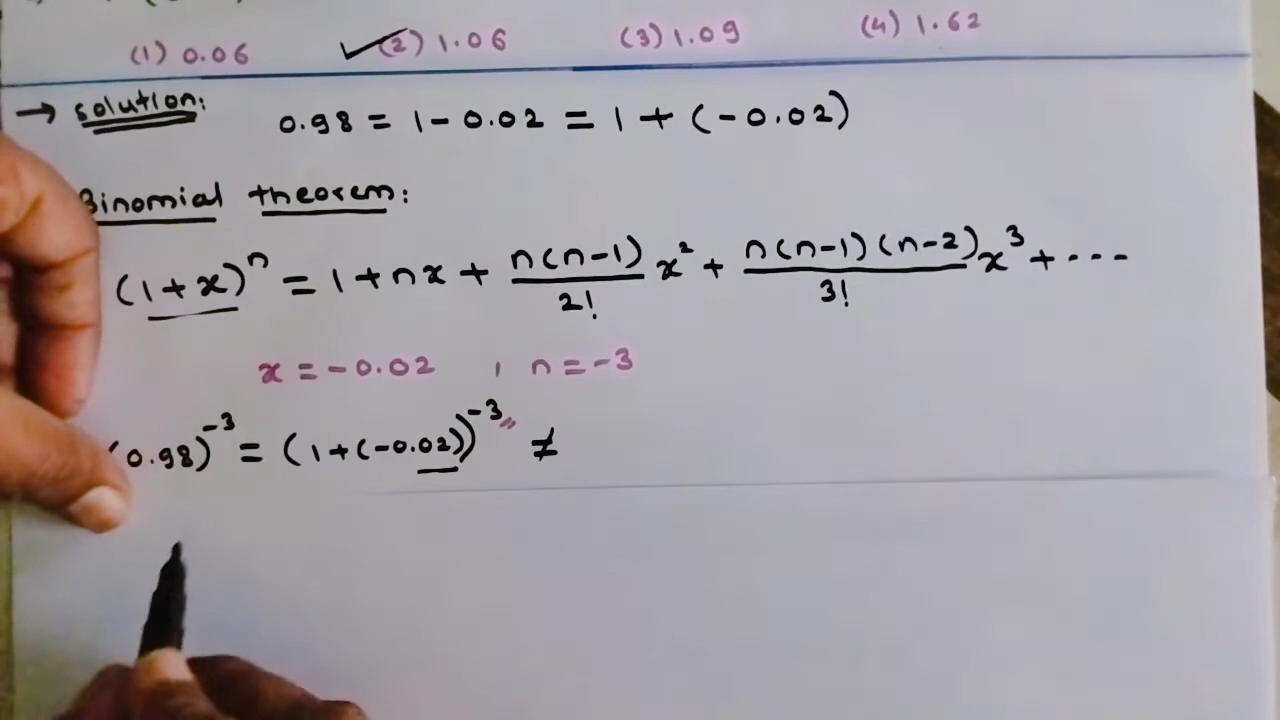 (1) 0.06 (2) 1.06 (3) 1.09 (4) 1.62
→ Solution: 0.98 = 1 - 0.02 = 1 + (-0.02)
Binomial theorem:
(1+x)^n = 1 + nx + n(n-1)/2! x² + n(n-1)(n-2)/3! x³ + ...
x = -0.02 , n = -3
(0.98)^-3 = (1+(-0.02))^-3 ≠